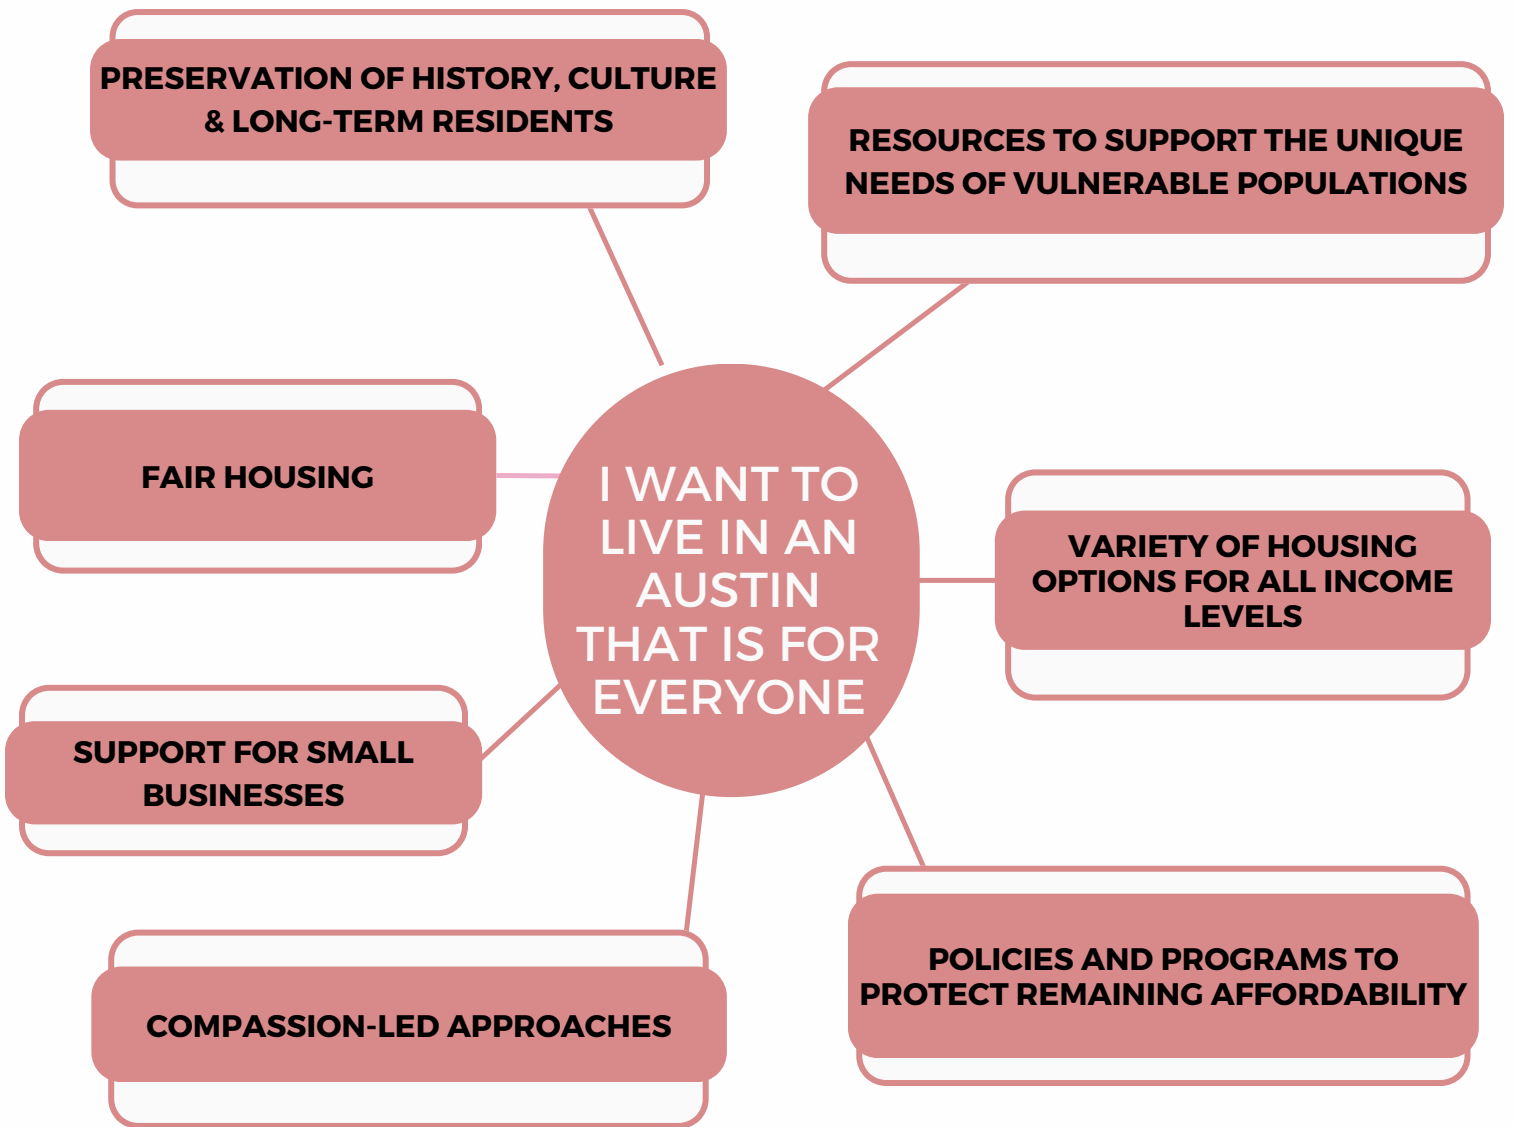 PRESERVATION OF HISTORY, CULTURE
& LONG-TERM RESIDENTS
RESOURCES TO SUPPORT THE UNIQUE
NEEDS OF VULNERABLE POPULATIONS
FAIR HOUSING
I WANT TO
LIVE IN AN
AUSTIN
THAT IS FOR
EVERYONE
VARIETY OF HOUSING
OPTIONS FOR ALL INCOME
LEVELS
SUPPORT FOR SMALL
BUSINESSES
POLICIES AND PROGRAMS TO
PROTECT REMAINING AFFORDABILITY
COMPASSION-LED APPROACHES